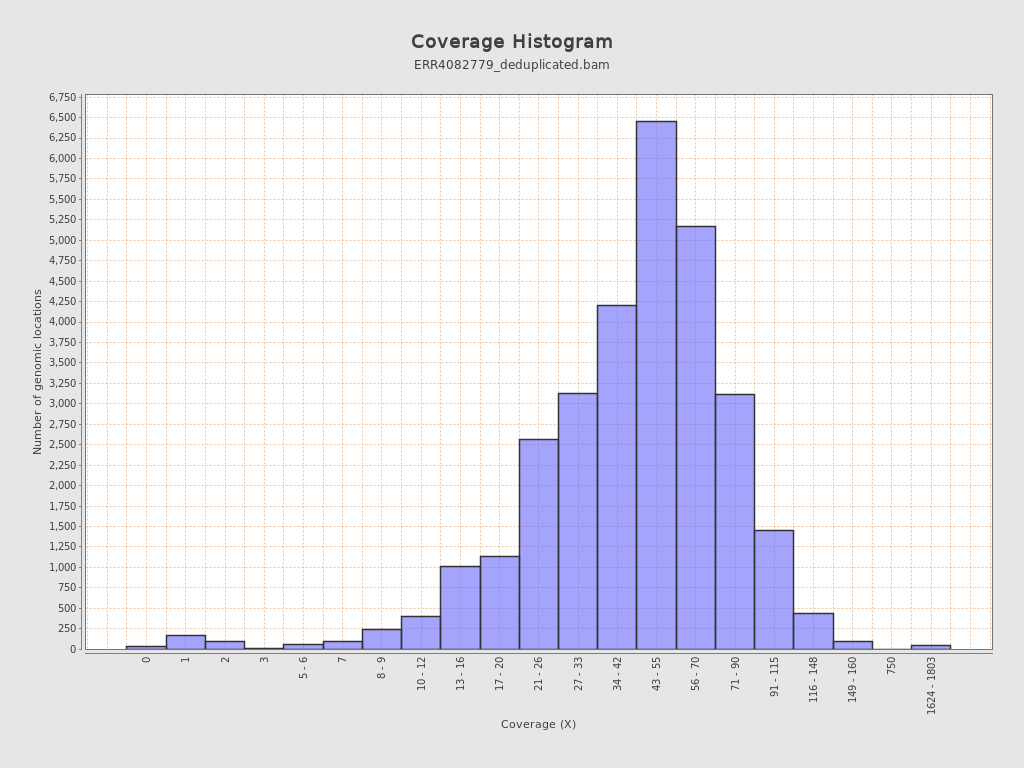 Coverage Histogram
ERR4082779_deduplicated.bam
6,750
6,500
6,250
6,000
5,750
5,500
5,250
5,000
4,750
4,500
4,250
4,000
3,750
3,500
3,250
3,000
2,750
2,500
2,250
2,000
1,750
1,500
1,250
1,000
750
500
250
0
Number of genomic locations
0
1
2
3
5 - 6
7
8 - 9
10 - 12
13 - 16
17 - 20
21 - 26
27 - 33
34 - 42
43 - 55
56 - 70
71 - 90
91 - 115
116 - 148
149 - 160
750
1624 - 1803
Coverage (X)